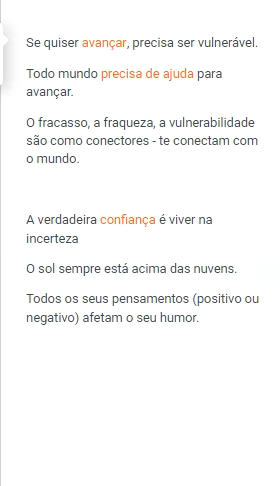 Se quiser avançar, precisa ser vulnerável.
Todo mundo precisa de ajuda para
avançar.
O fracasso, a fraqueza, a vulnerabilidade
são como conectores - te conectam com
o mundo.
A verdadeira confiança é viver na
incerteza
O sol sempre está acima das nuvens.
Todos os seus pensamentos (positivo ou
negativo) afetam o seu humor.